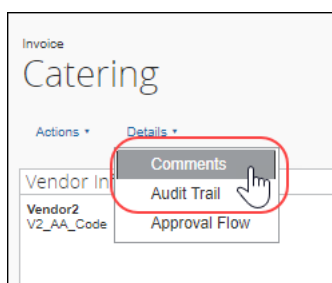 Invoice
Catering
Actions Details
Comments
Vendor In
Audit Trail
Vendor2
V2_AA_Code
Approval Flow